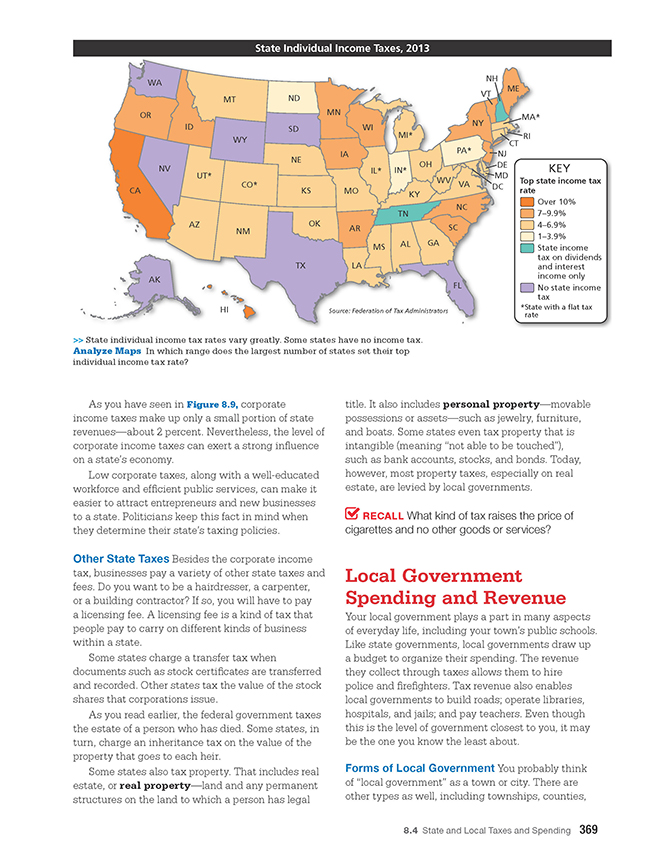 State Individual Income Taxes, 2013
WA
OR
CA
NV
ID
MT
WY
UT*
CO*
AZ
NM
ND
SD
NE
KS
OK
TX
MN
IA
MO
AR
LA
WI
IL*
MI*
IN*
OH
KY
TN
MS
AL
GA
FL
SC
NC
VA
WV
PA*
NY
VT
NH
ME
MA*
RI
CT
NJ
DE
MD
DC
AK
HI
Source: Federation of Tax Administrators
KEY
Top state income tax
rate
Over 10%
7–9.9%
4–6.9%
1–3.9%
State income
tax on dividends
and interest
income only
No state income
tax
*State with a flat tax
rate
>> State individual income tax rates vary greatly. Some states have no income tax.
Analyze Maps In which range does the largest number of states set their top
individual income tax rate?
As you have seen in Figure 8.9, corporate
income taxes make up only a small portion of state
revenues—about 2 percent. Nevertheless, the level of
corporate income taxes can exert a strong influence
on a state's economy.
Low corporate taxes, along with a well-educated
workforce and efficient public services, can make it
easier to attract entrepreneurs and new businesses
to a state. Politicians keep this fact in mind when
they determine their state's taxing policies.
Other State Taxes Besides the corporate income
tax, businesses pay a variety of other state taxes and
fees. Do you want to be a hairdresser, a carpenter,
or a building contractor? If so, you will have to pay
a licensing fee. A licensing fee is a kind of tax that
people pay to carry on different kinds of business
within a state.
Some states charge a transfer tax when
documents such as stock certificates are transferred
and recorded. Other states tax the value of the stock
shares that corporations issue.
As you read earlier, the federal government taxes
the estate of a person who has died. Some states, in
turn, charge an inheritance tax on the value of the
property that goes to each heir.
Some states also tax property. That includes real
estate, or real property—land and any permanent
structures on the land to which a person has legal
title. It also includes personal property—movable
possessions or assets—such as jewelry, furniture,
and boats. Some states even tax property that is
intangible (meaning “not able to be touched”),
such as bank accounts, stocks, and bonds. Today,
however, most property taxes, especially on real
estate, are levied by local governments.
RECALL What kind of tax raises the price of
cigarettes and no other goods or services?
Local Government
Spending and Revenue
Your local government plays a part in many aspects
of everyday life, including your town's public schools.
Like state governments, local governments draw up
a budget to organize their spending. The revenue
they collect through taxes allows them to hire
police and firefighters. Tax revenue also enables
local governments to build roads; operate libraries,
hospitals, and jails; and pay teachers. Even though
this is the level of government closest to you, it may
be the one you know the least about.
Forms of Local Government You probably think
of “local government” as a town or city. There are
other types as well, including townships, counties,
8.4 State and Local Taxes and Spending 369